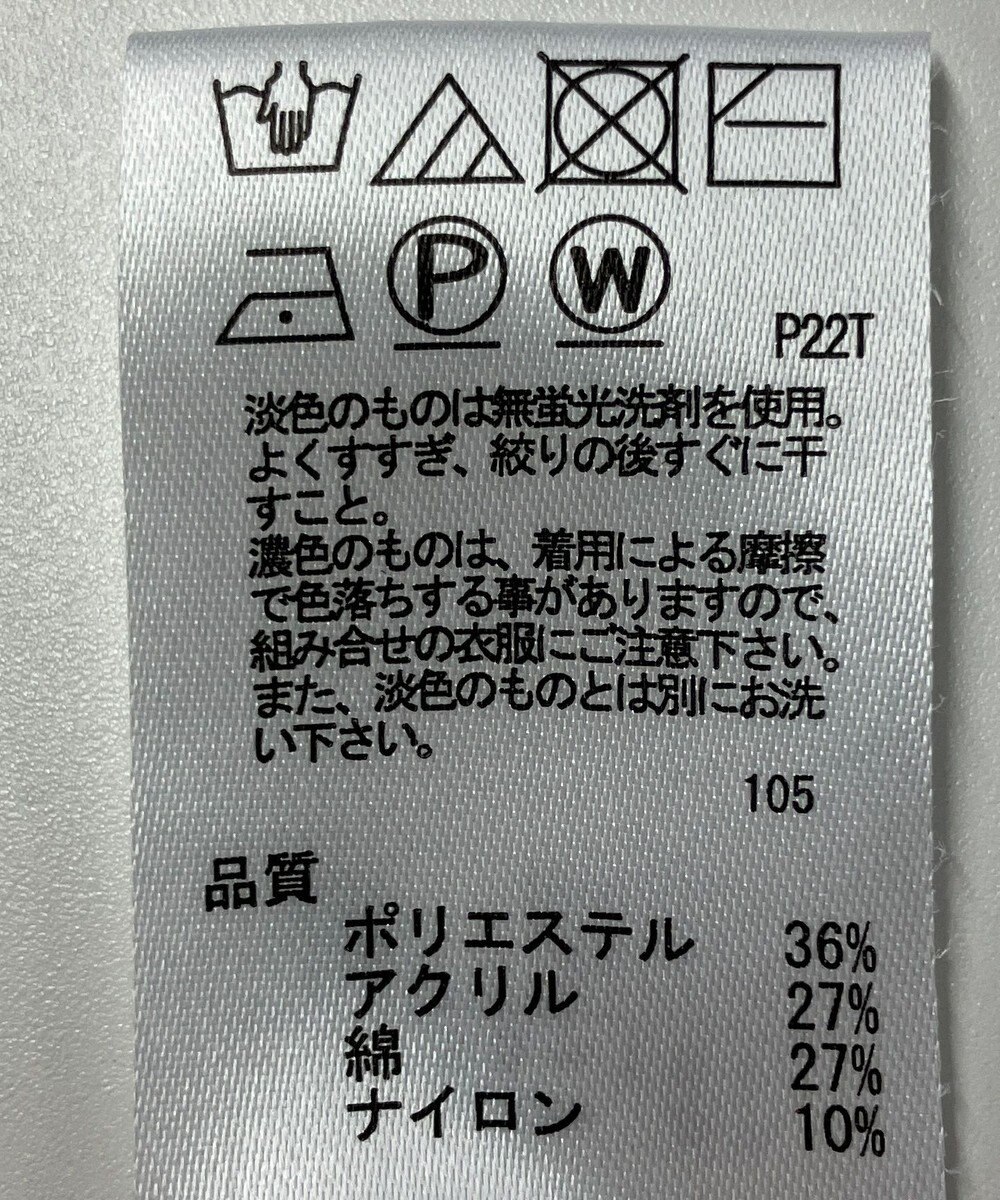 P W P22T
淡色のものは無蛍光洗剤を使用。
よくすすぎ、絞りの後すぐに干
すこと。
濃色のものは、着用による摩擦
で色落ちする事がありますので、
組み合せの衣服にご注意下さい。
また、淡色のものとは別にお洗
い下さい。
105
品質
ポリエステル 36%
アクリル 27%
綿 27%
ナイロン 10%